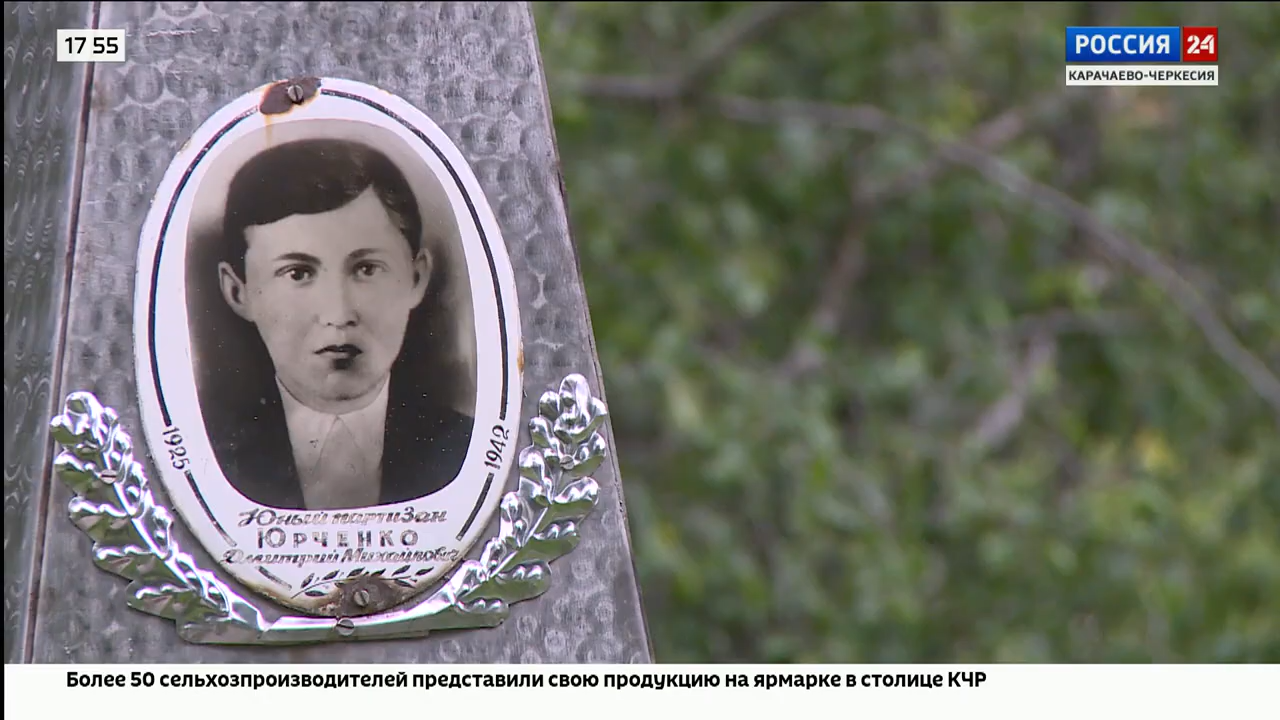 17 55
РОССИЯ 24
КАРАЧАЕВО-ЧЕРКЕСИЯ
1925
1942
Юный партизан
ЮРЧЕНКО
Дмитрий Михайлович
Более 50 сельхозпроизводителей представили свою продукцию на ярмарке в столице КЧР